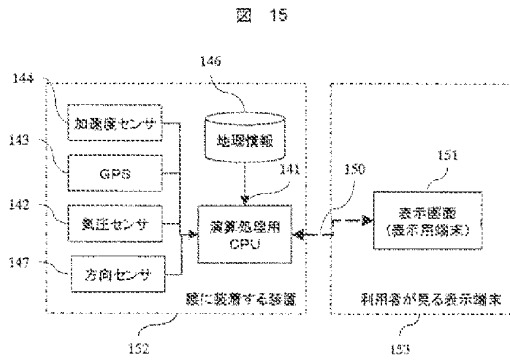 図 15
144
加速度センサ
143
GPS
142
気圧センサ
147
方向センサ
146
地理情報
141
演算処理用
CPU
150
151
表示画面
(表示用端末)
腰に装着する装置
152
利用者が見る表示端末
153